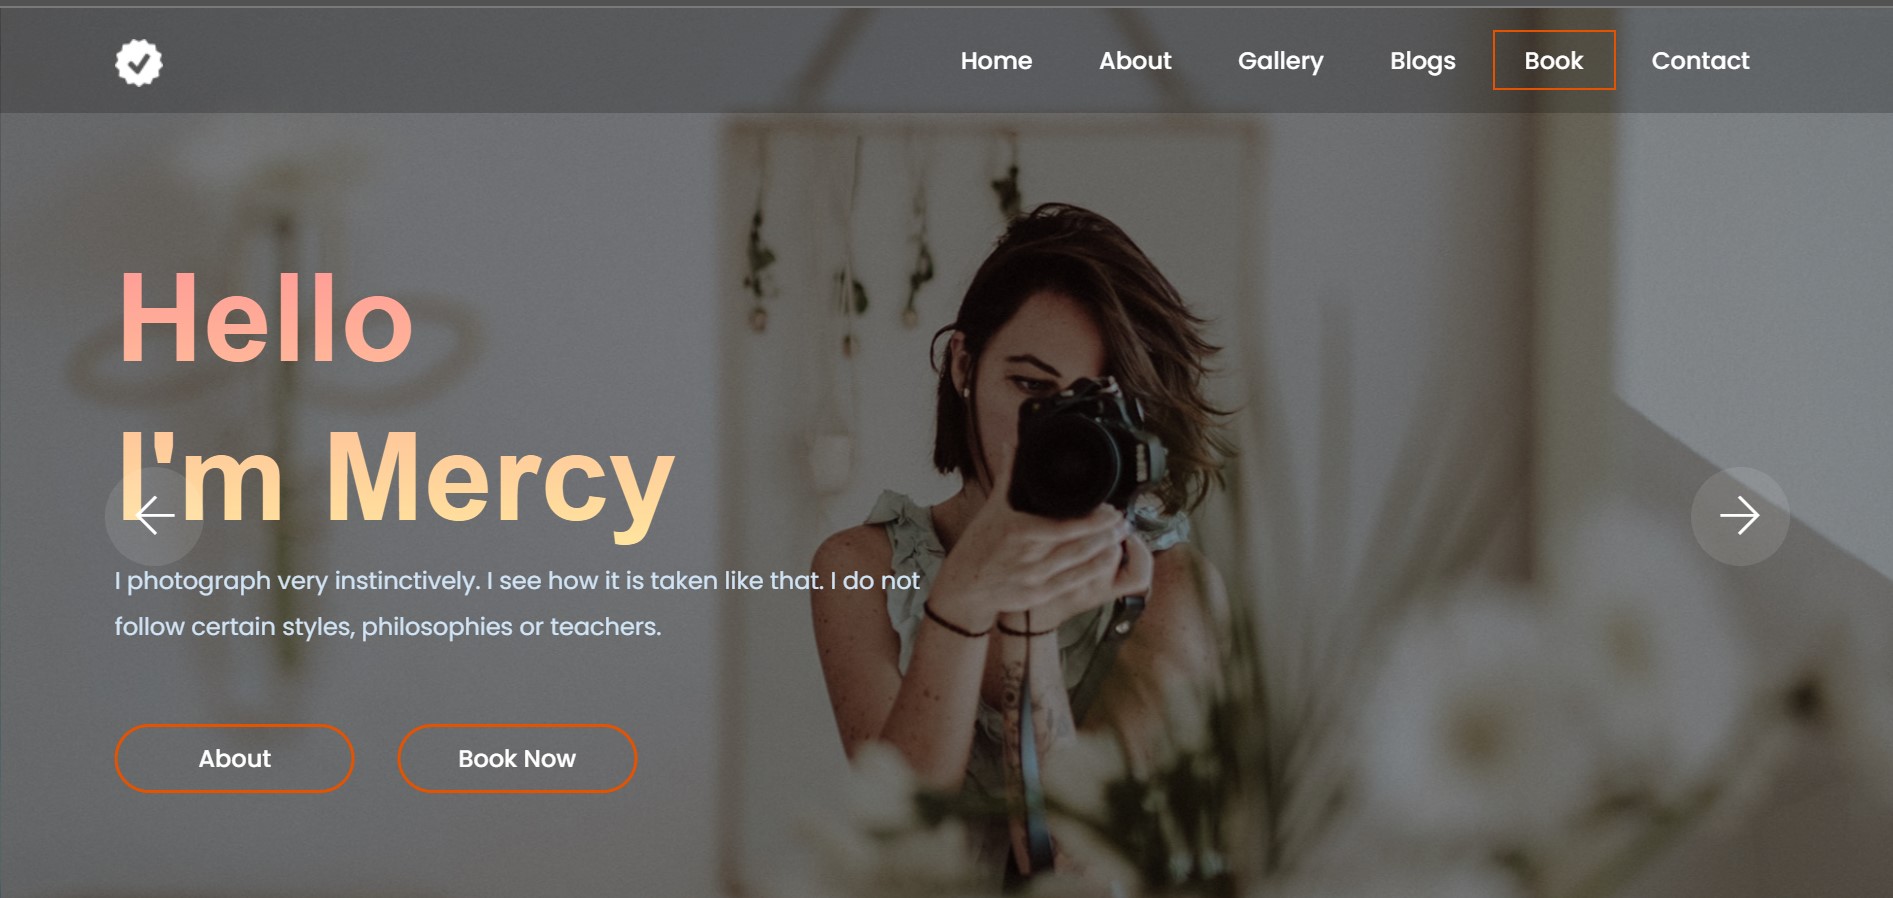 Home About Gallery Blogs Book Contact
Hello
I'm Mercy
I photograph very instinctively. I see how it is taken like that. I do not
follow certain styles, philosophies or teachers.
About Book Now